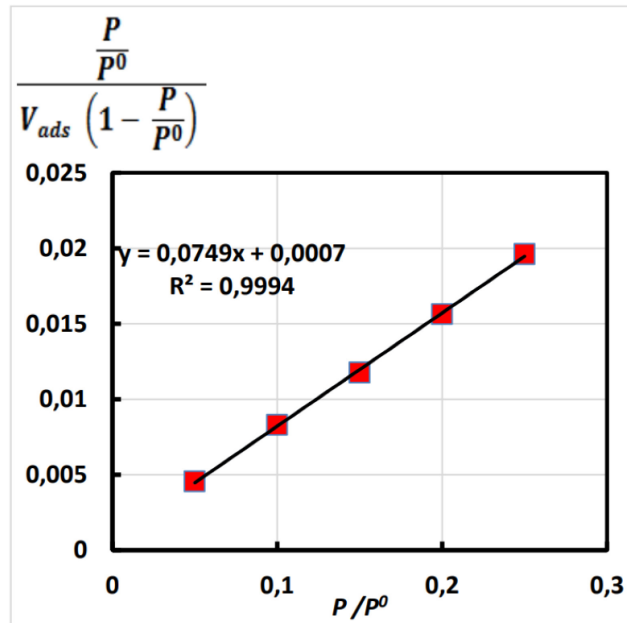 P
P⁰
V_ads (1 − P
P⁰)
0,025
0,02
y = 0,0749x + 0,0007
R² = 0,9994
0,015
0,01
0,005
0
0 0,1 0,2 0,3
P /P⁰